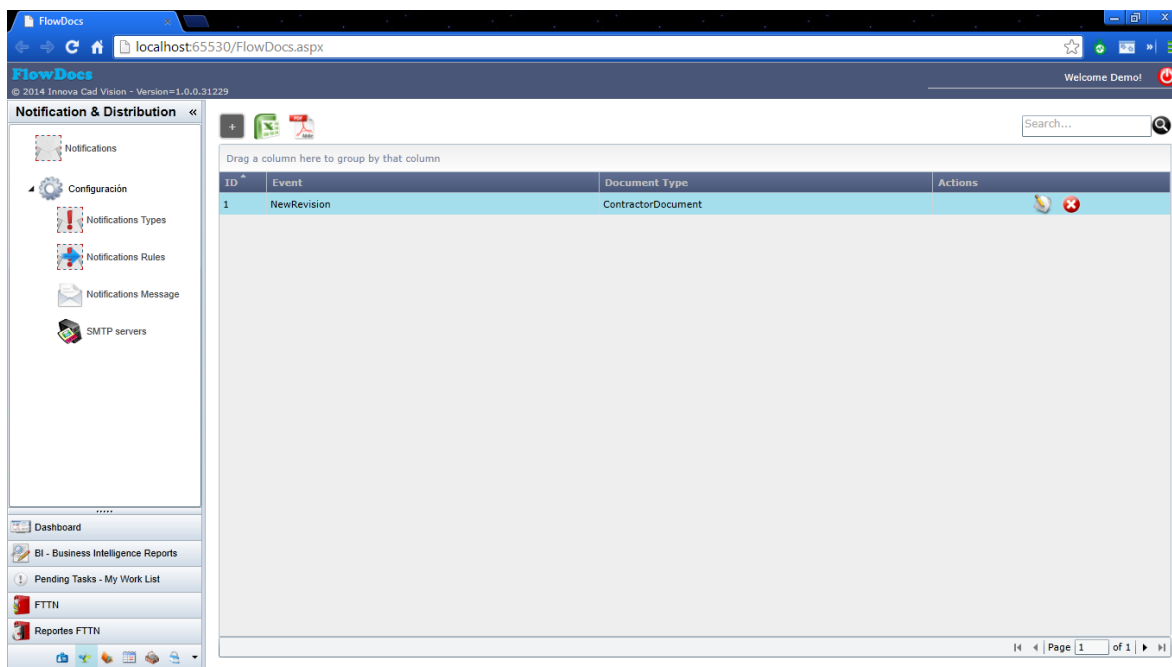 FlowDocs
localhost:65530/FlowDocs.aspx
FlowDocs
© 2014 Innova Cad Vision - Version=1.0.0.31229
Welcome Demo!
Notification & Distribution «
Notifications
Configuración
Notifications Types
Notifications Rules
Notifications Message
SMTP servers
Dashboard
BI - Business Intelligence Reports
Pending Tasks - My Work List
FTTN
Reportes FTTN
Search...
Drag a column here to group by that column
ID Event Document Type Actions
1 NewRevision ContractorDocument
Page 1 of 1